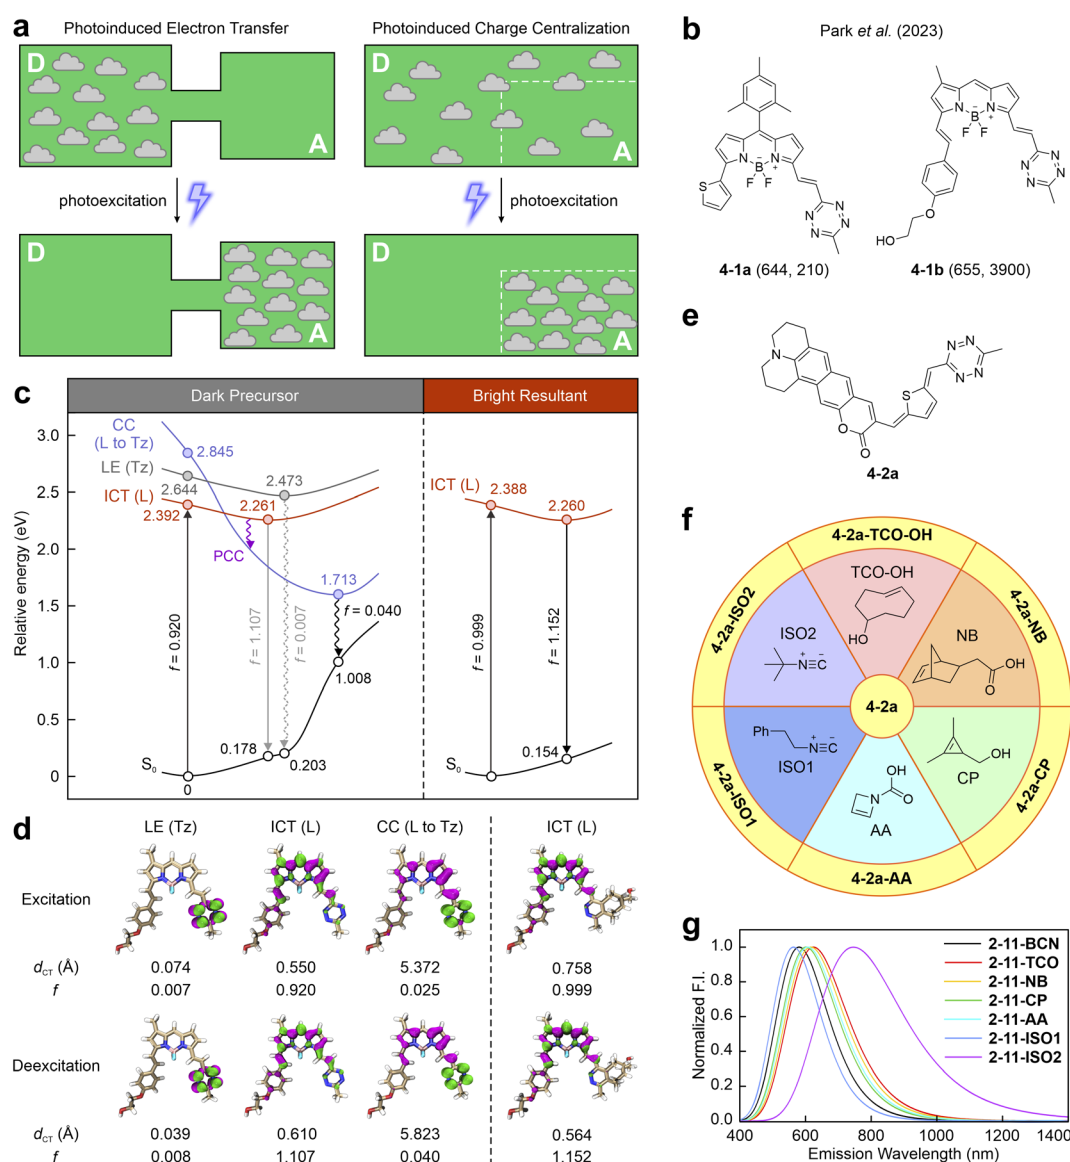 a
Photoinduced Electron Transfer
Photoinduced Charge Centralization
D
A
D
A
photoexcitation
photoexcitation
D
A
D
A
b
Park et al. (2023)
N
B
N
F
F
S
N
N
N
N
4-1a (644, 210)
N
B
N
F
F
N
N
N
N
O
HO
4-1b (655, 3900)
c
Dark Precursor
Bright Resultant
Relative energy (eV)
3.0
2.5
2.0
1.5
1.0
0.5
0
CC
(L to Tz)
2.845
LE (Tz)
2.644
2.473
ICT (L)
2.392
2.261
PCC
1.713
f = 0.920
f = 1.107
f = 0.007
f = 0.040
1.008
0.178
0.203
S0
0
ICT (L)
2.388
2.260
f = 0.999
f = 1.152
0.154
S0
d
LE (Tz)
ICT (L)
CC (L to Tz)
ICT (L)
Excitation
dCT (Å)
0.074
0.550
5.372
0.758
f
0.007
0.920
0.025
0.999
Deexcitation
dCT (Å)
0.039
0.610
5.823
0.564
f
0.008
1.107
0.040
1.152
e
N
O
O
S
N
N
N
N
4-2a
f
4-2a-TCO-OH
4-2a-NB
4-2a-CP
4-2a-AA
4-2a-ISO1
4-2a-ISO2
TCO-OH
HO
NB
OH
O
OH
CP
OH
N
O
AA
Ph
N≡C
ISO1
ISO2
N≡C
4-2a
g
Normalized F.I.
1.0
0.8
0.6
0.4
0.2
0.0
2-11-BCN
2-11-TCO
2-11-NB
2-11-CP
2-11-AA
2-11-ISO1
2-11-ISO2
400
600
800
1000
1200
1400
Emission Wavelength (nm)